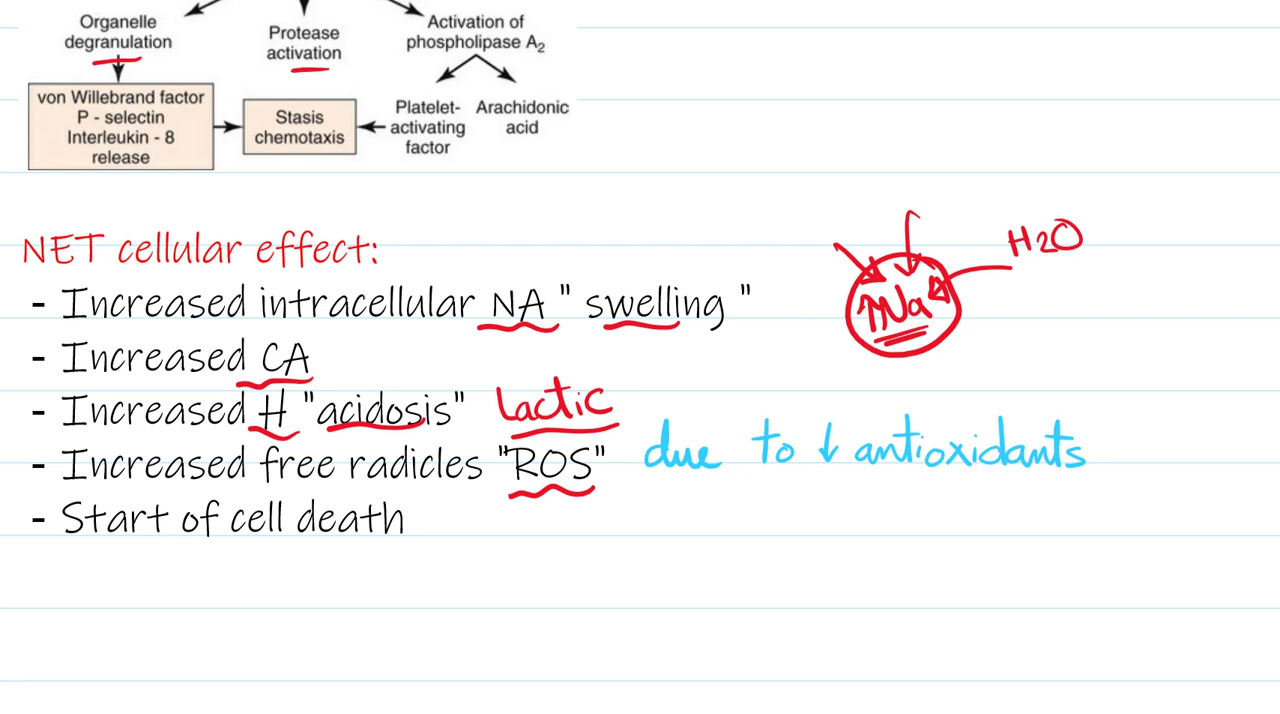 Organelle
degranulation
Protease
activation
Activation of
phospholipase A2
von Willebrand factor
P - selectin
Interleukin - 8
release
Stasis
chemotaxis
Platelet-
activating
factor
Arachidonic
acid
NET cellular effect:
- Increased intracellular NA " swelling "
- Increased CA
- Increased H "acidosis" Lactic
- Increased free radicles "ROS" due to ↓ antioxidants
- Start of cell death
↑Na
H2O